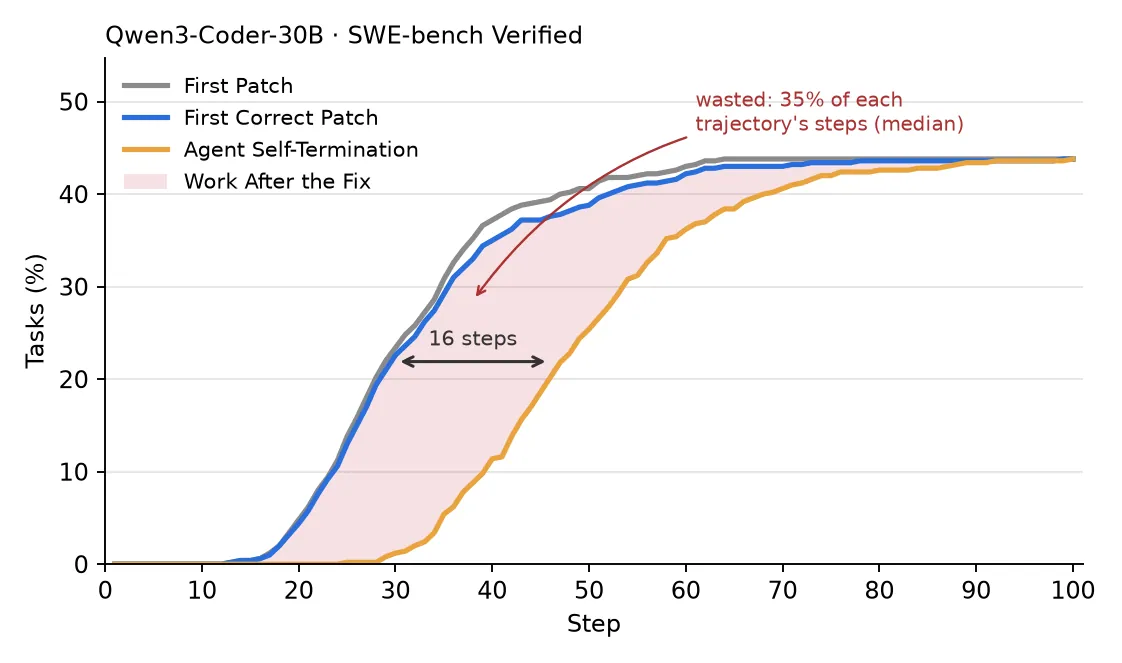 Qwen3-Coder-30B · SWE-bench Verified
First Patch
First Correct Patch
Agent Self-Termination
Work After the Fix
wasted: 35% of each
trajectory's steps (median)
16 steps
Tasks (%)
50
40
30
20
10
0
0 10 20 30 40 50 60 70 80 90 100
Step